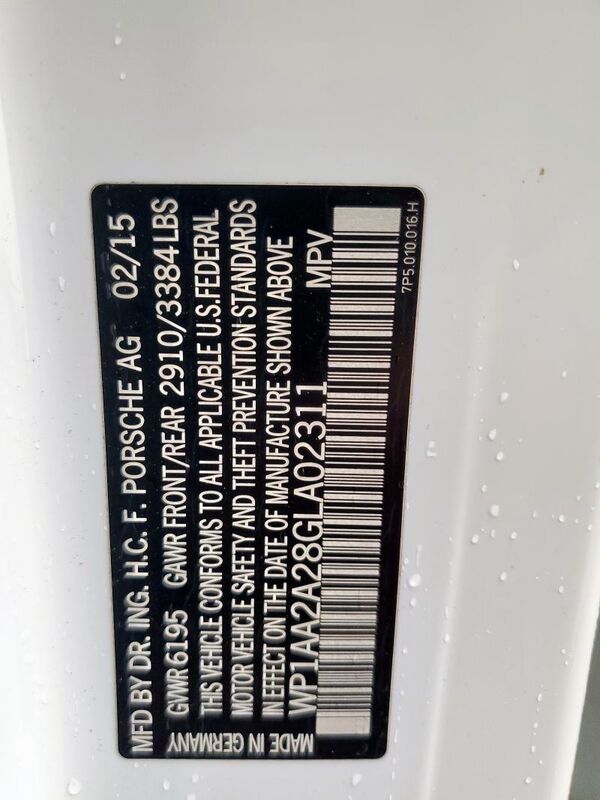 MFD BY DR. ING. H.C. F. PORSCHE AG 02/15
GVWR 6195 GAWR FRONT/REAR 2910/3384 LBS
THIS VEHICLE CONFORMS TO ALL APPLICABLE U.S. FEDERAL
MOTOR VEHICLE SAFETY AND THEFT PREVENTION STANDARDS
IN EFFECT ON THE DATE OF MANUFACTURE SHOWN ABOVE
WP1AA2A28GLA02311 MPV
MADE IN GERMANY
7P5.010.016.H